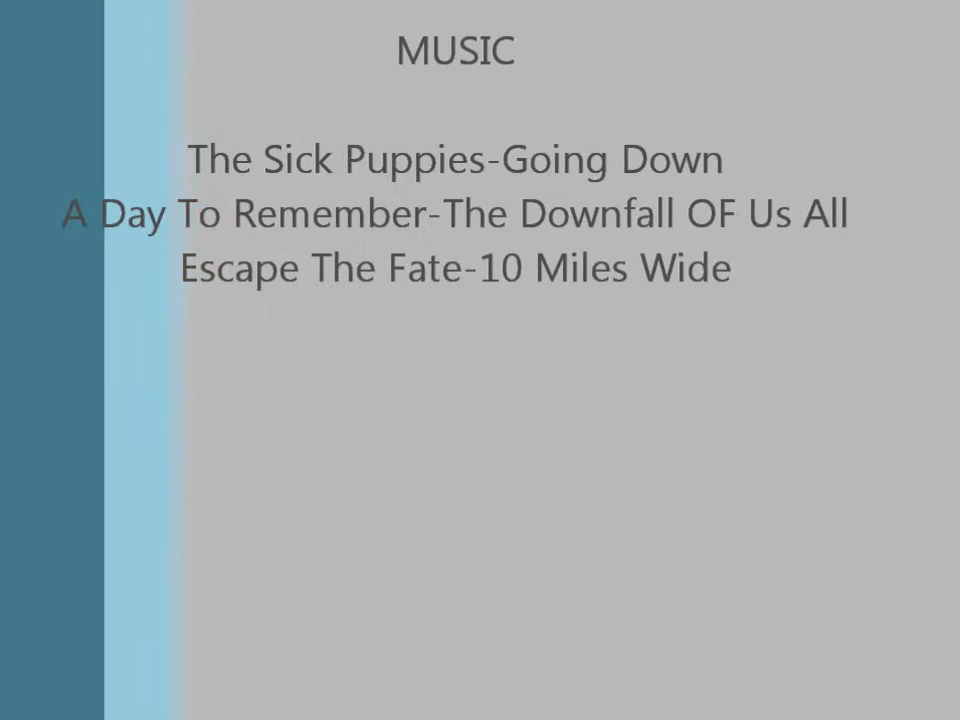 MUSIC
The Sick Puppies-Going Down
A Day To Remember-The Downfall OF Us All
Escape The Fate-10 Miles Wide